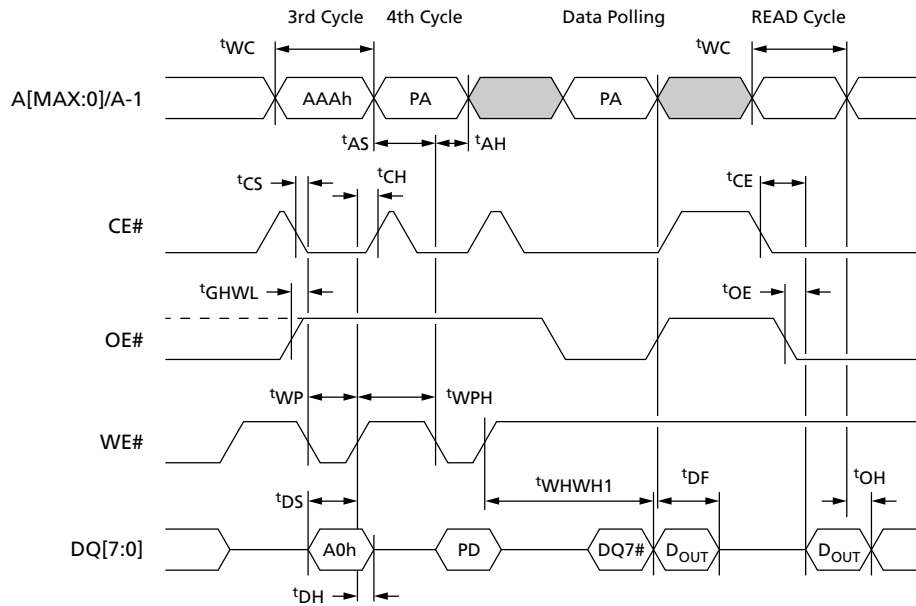 3rd Cycle 4th Cycle Data Polling READ Cycle
tWC tWC
A[MAX:0]/A-1 AAAh PA PA
tAS tAH
tCS tCH tCE
CE#
tGHWL tOE
OE#
tWP tWPH
WE#
tWHWH1 tDF tOH
tDS
DQ[7:0] A0h PD DQ7# DOUT DOUT
tDH